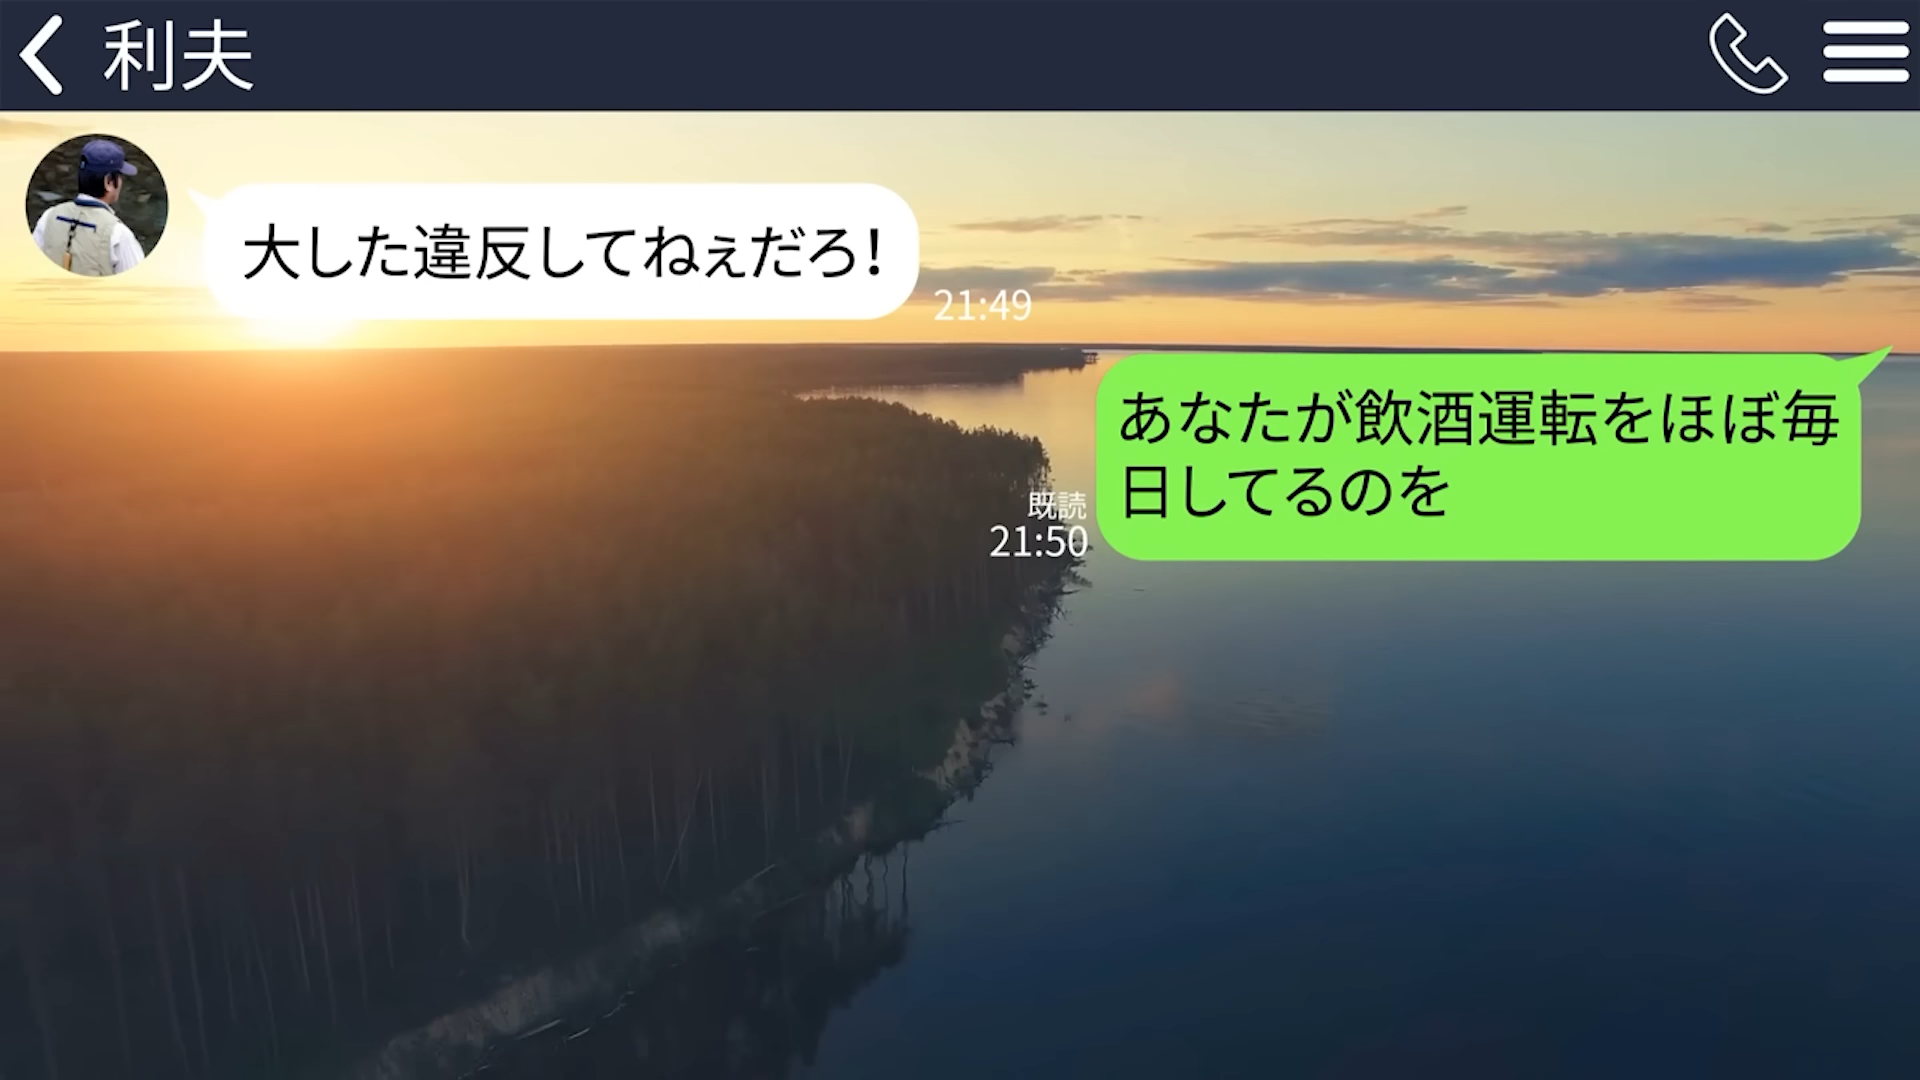 利夫
大した違反してねぇだろ！
21:49
あなたが飲酒運転をほぼ毎
日してるのを
既読
21:50